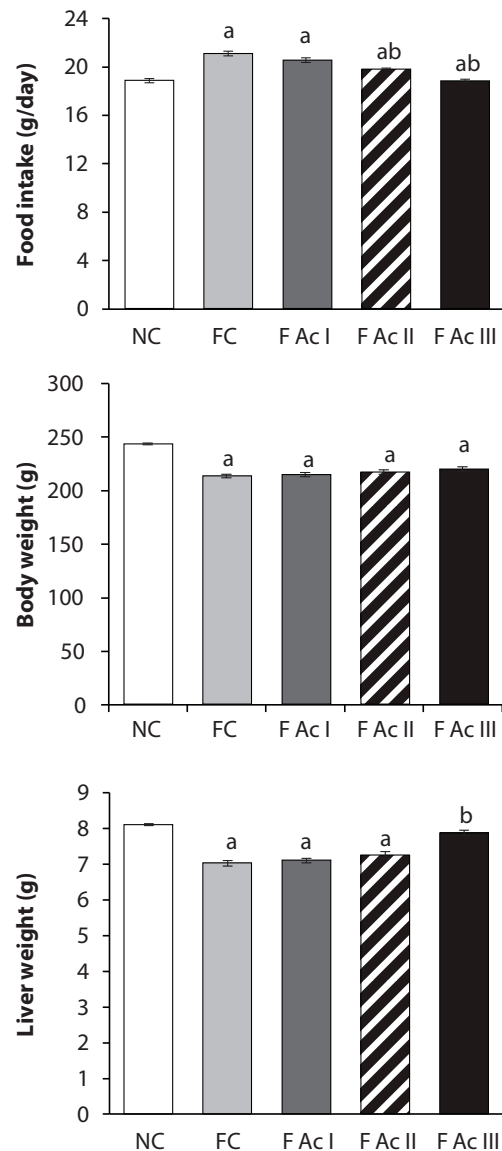 24
20
16
12
8
4
0
Food intake (g/day)
a
a
ab
ab
NC FC F Ac I F Ac II F Ac III
300
250
200
150
100
50
0
Body weight (g)
a
a
a
a
NC FC F Ac I F Ac II F Ac III
9
8
7
6
5
4
3
2
1
0
Liver weight (g)
a
a
a
b
NC FC F Ac I F Ac II F Ac III